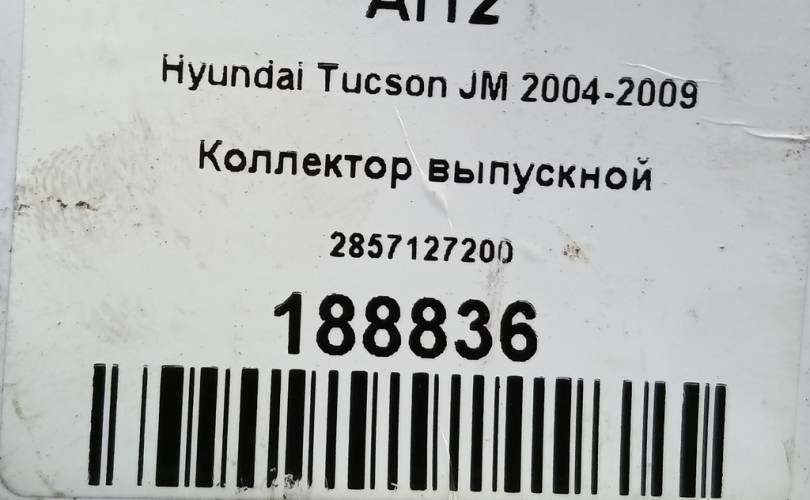 Hyundai Tucson JM 2004-2009
Коллектор выпускной
2857127200
188836